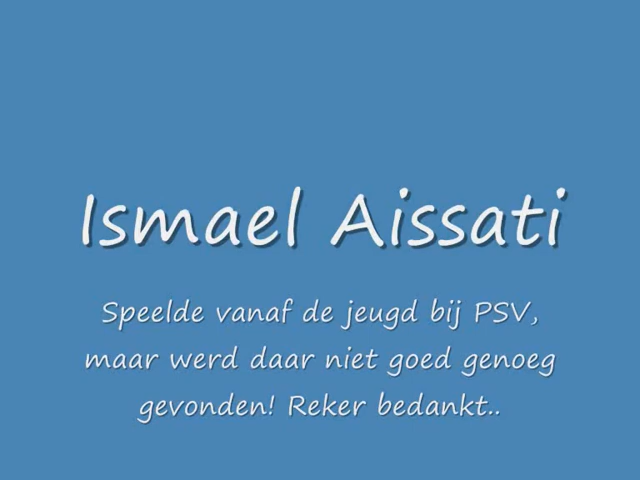 Ismael Aissati
Speelde vanaf de jeugd bij PSV,
maar werd daar niet goed genoeg
gevonden! Reker bedankt..